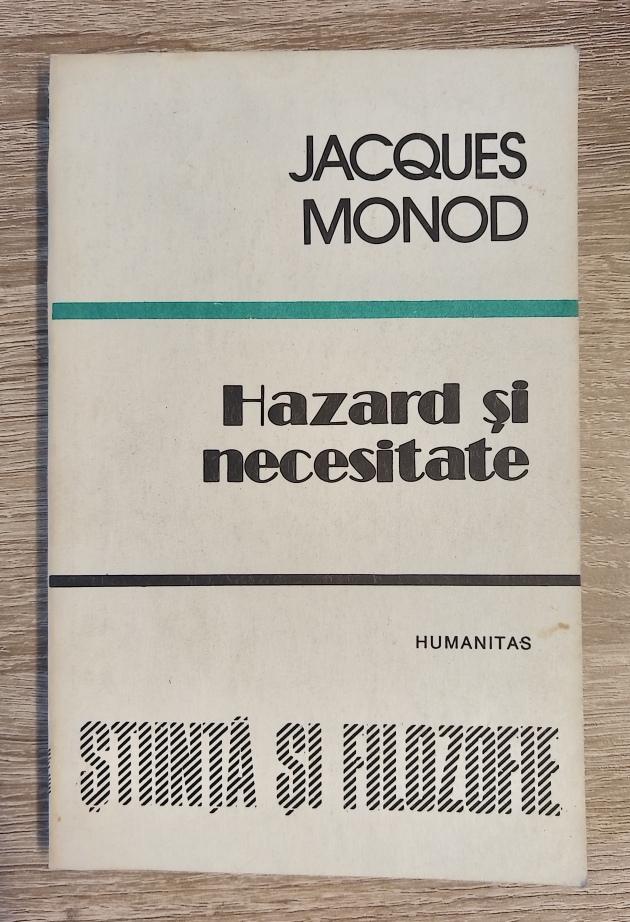 JACQUES
MONOD
Hazard și
necesitate
HUMANITAS
ȘTIINȚĂ ȘI FILOZOFIE